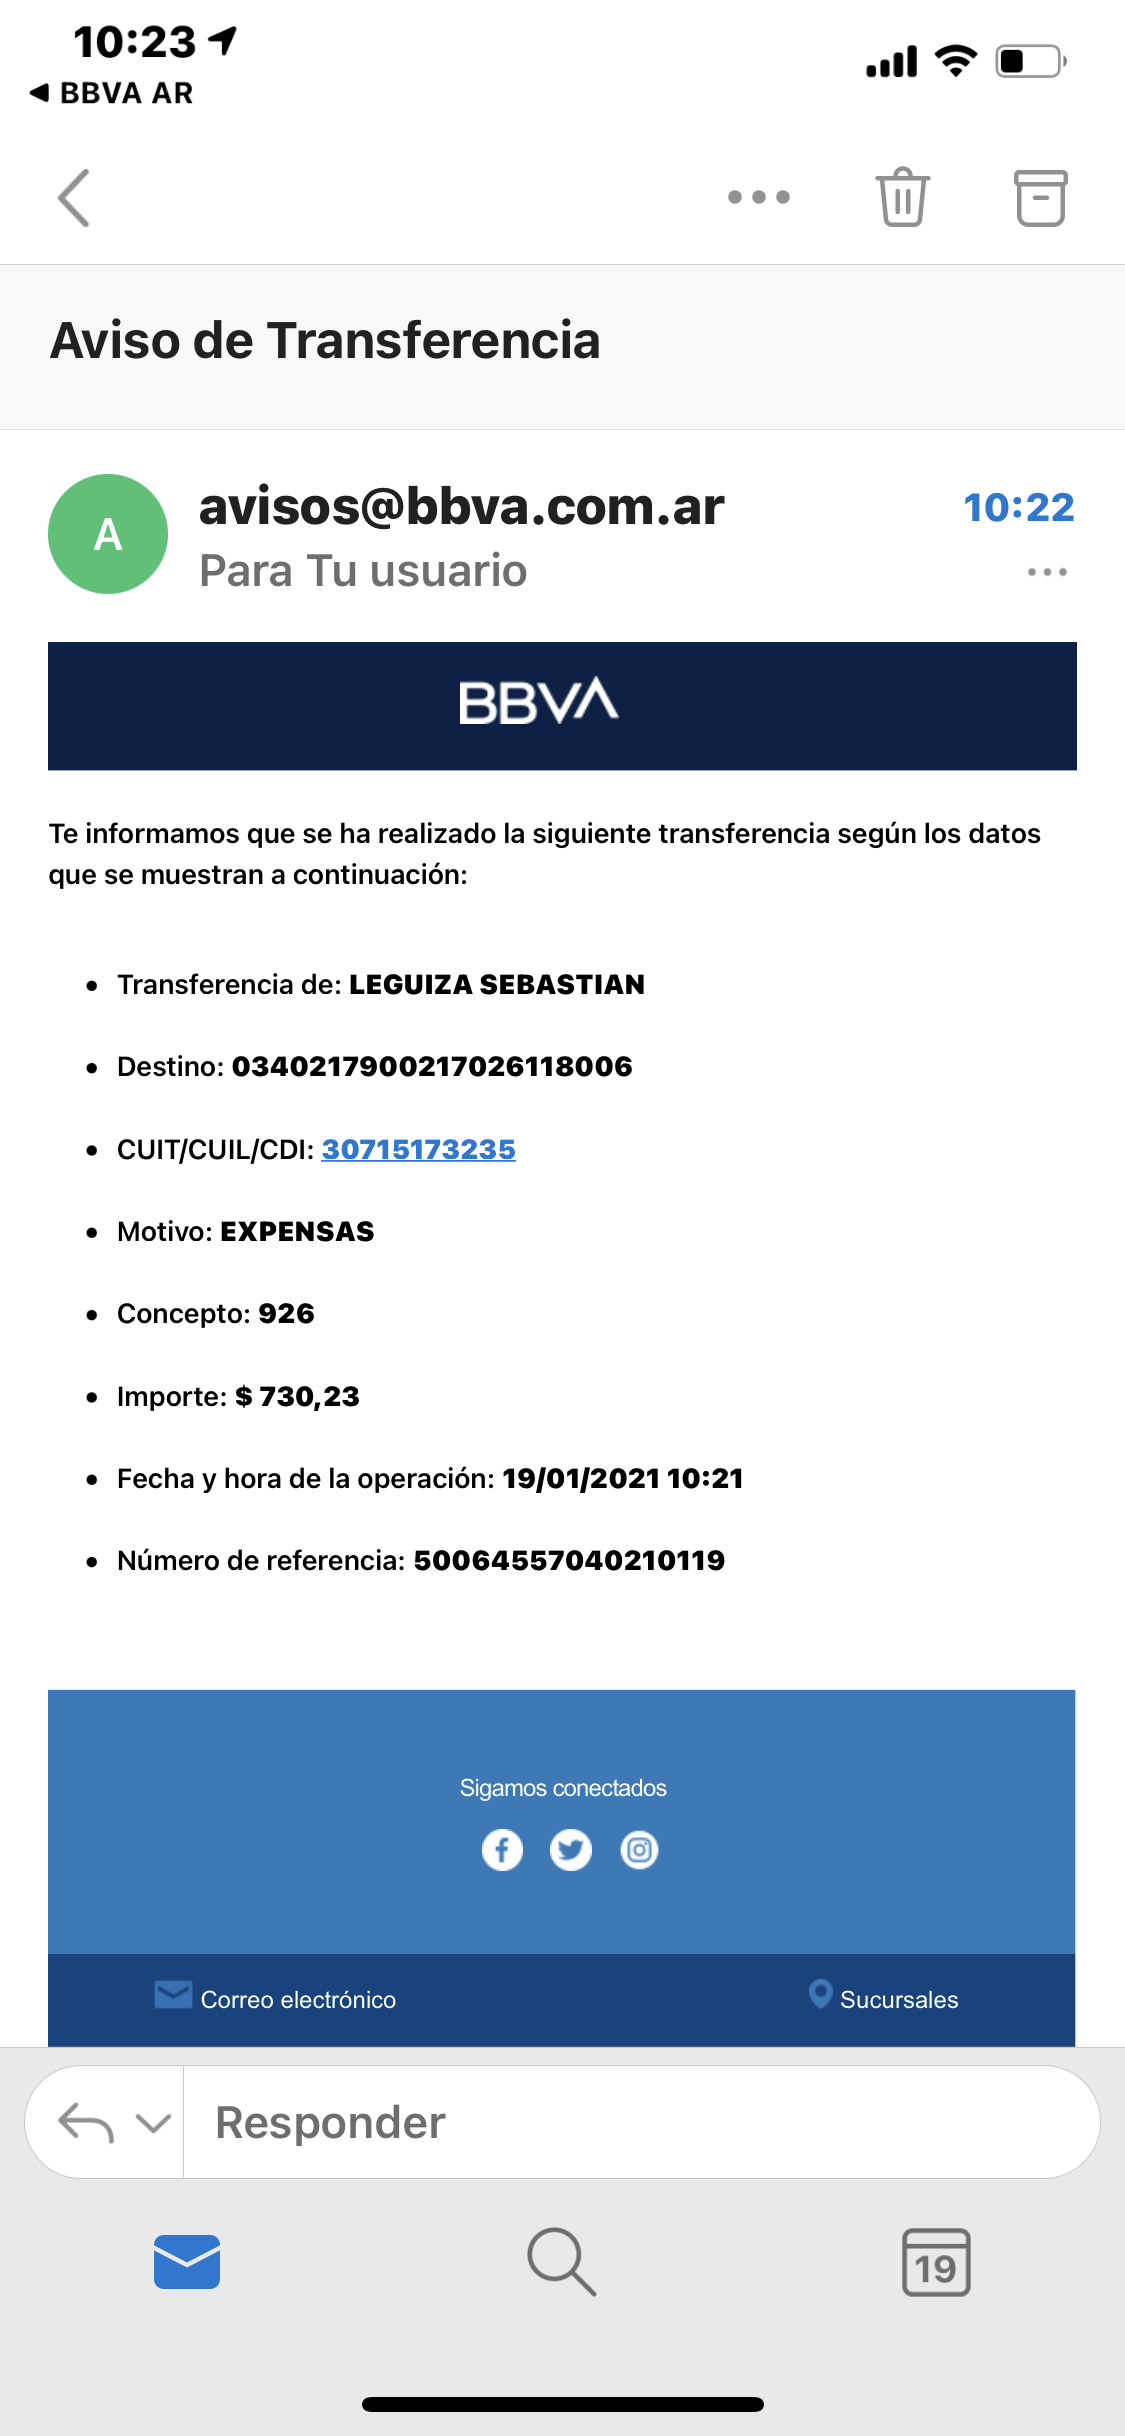 10:23
BBVA AR
Aviso de Transferencia
A
avisos@bbva.com.ar
10:22
Para Tu usuario
BBVA
Te informamos que se ha realizado la siguiente transferencia según los datos
que se muestran a continuación:
Transferencia de: LEGUIZA SEBASTIAN
Destino: 0340217900217026118006
CUIT/CUIL/CDI: 30715173235
Motivo: EXPENSAS
Concepto: 926
Importe: $ 730,23
Fecha y hora de la operación: 19/01/2021 10:21
Número de referencia: 50064557040210119
Sigamos conectados
Correo electrónico
Sucursales
Responder
19